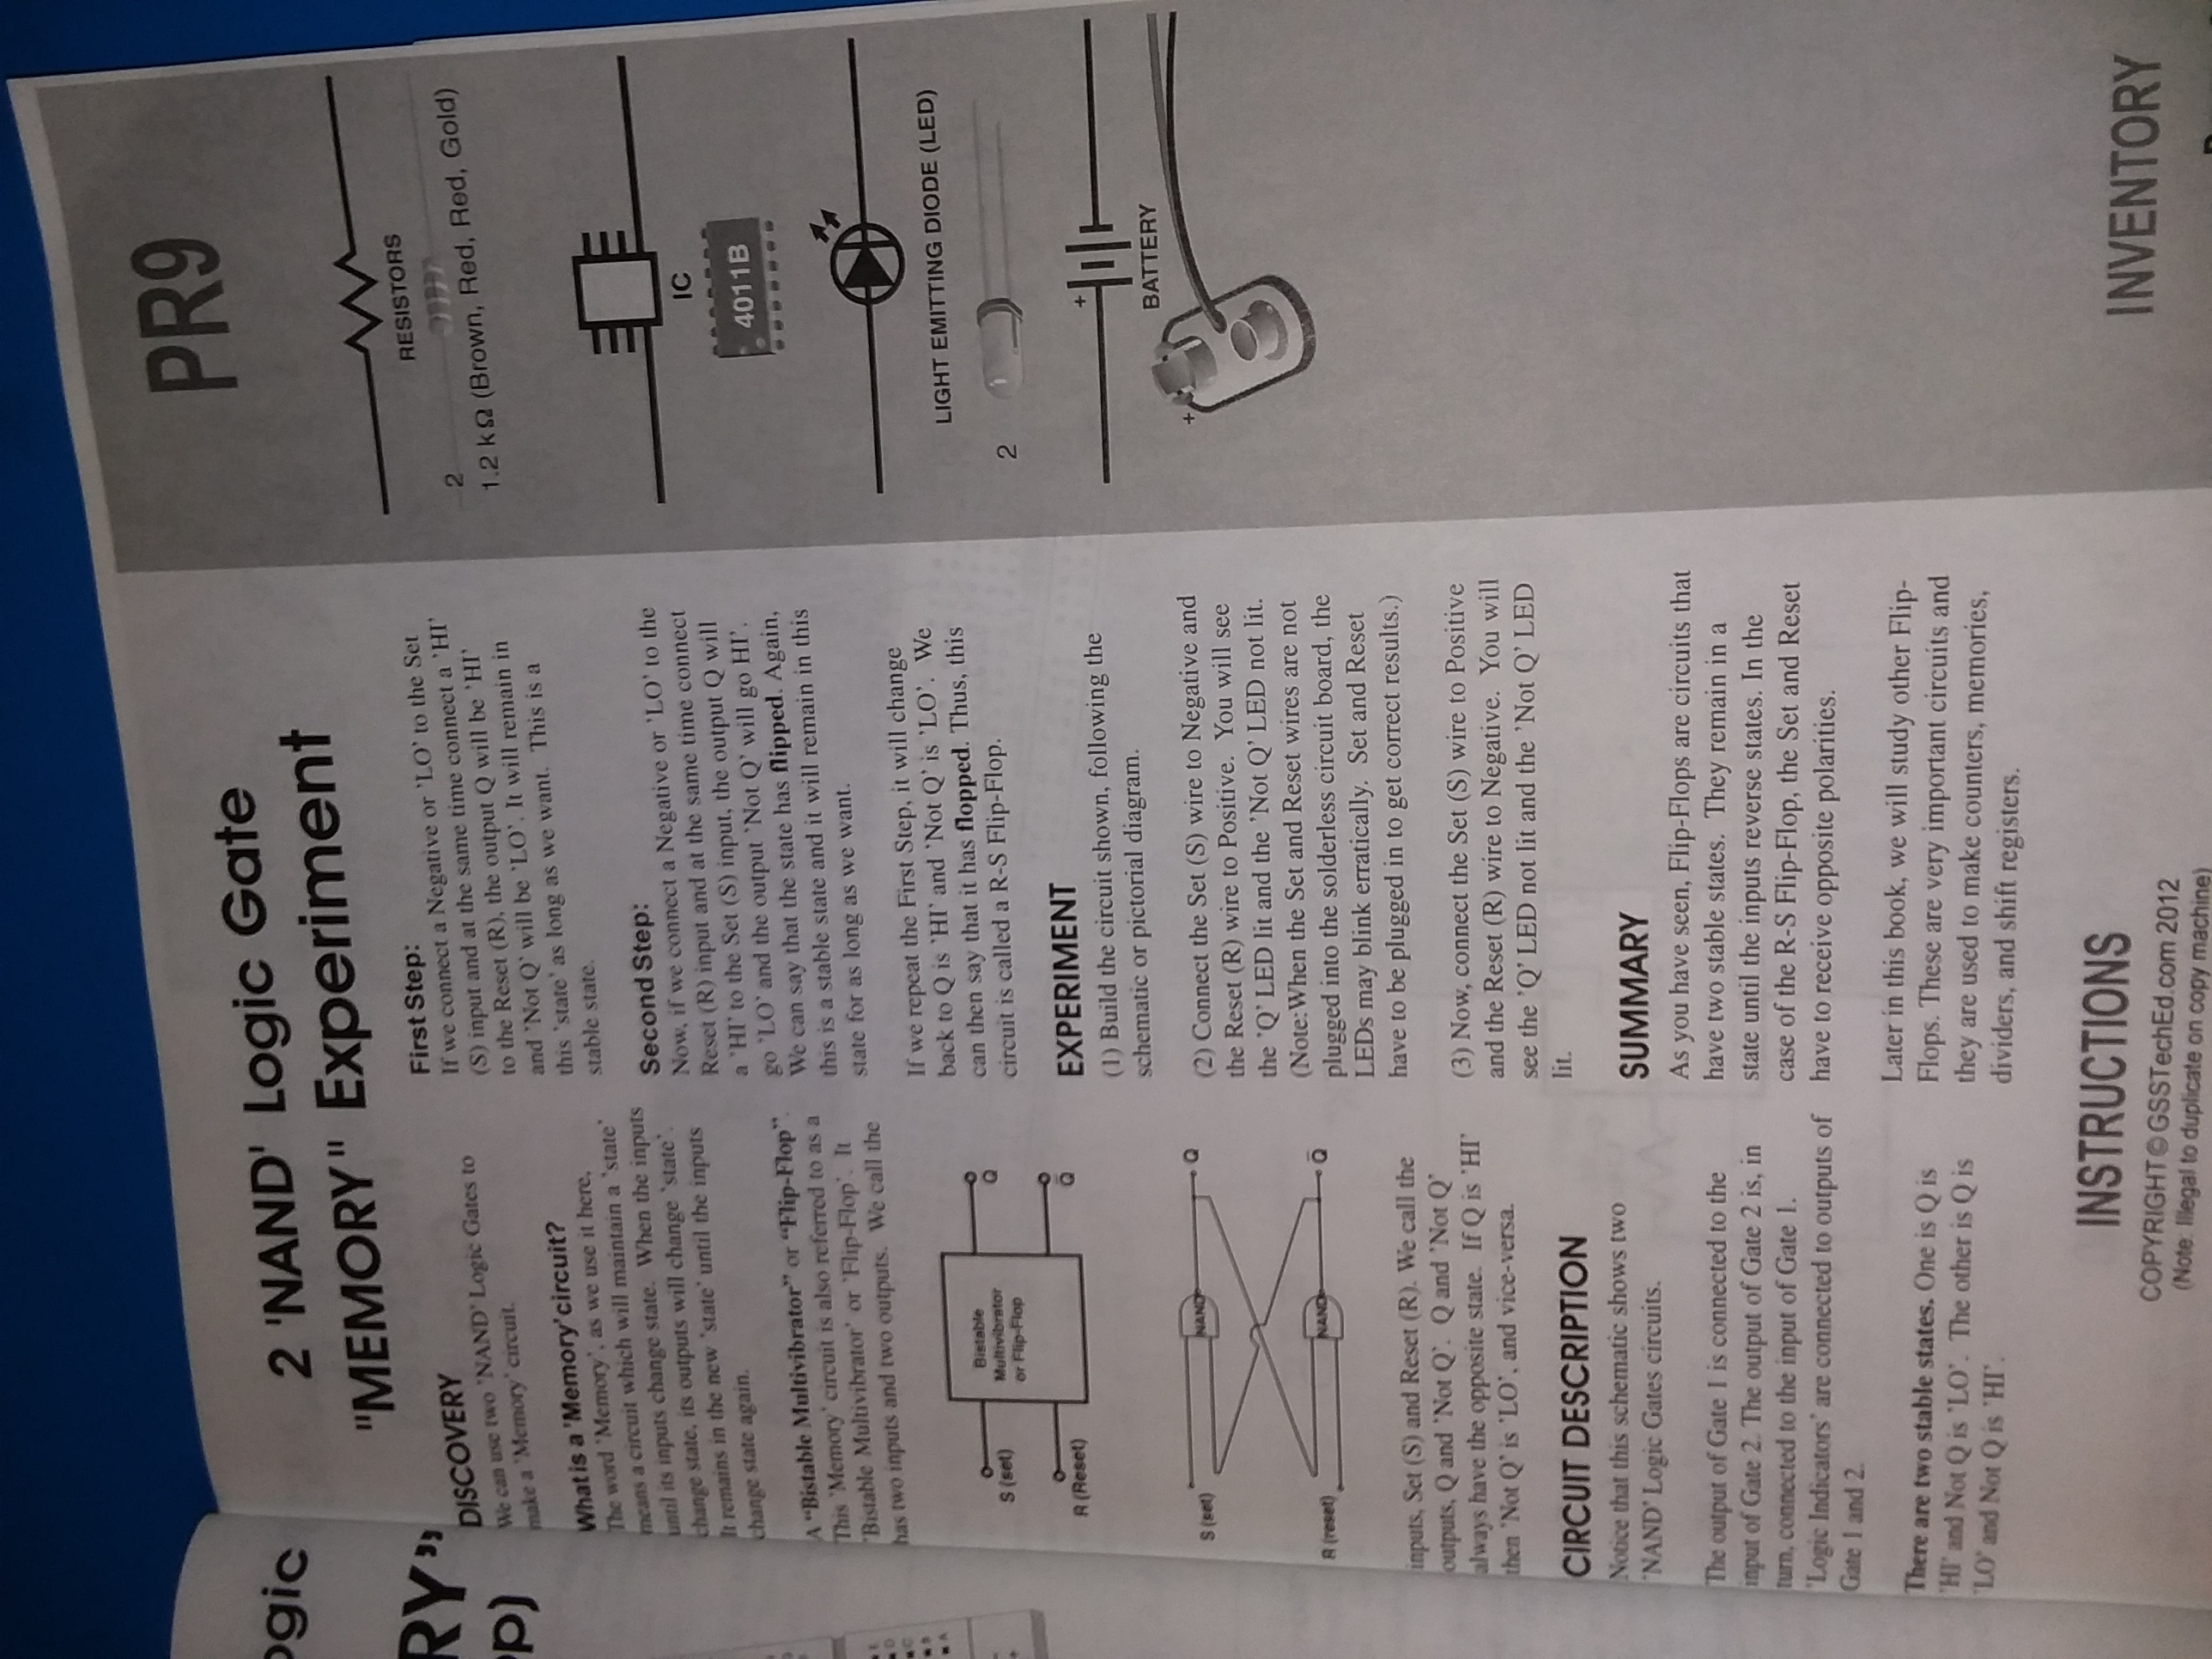 ogic
RY”
p)
2 'NAND' Logic Gate
"MEMORY" Experiment
DISCOVERY
We can use two 'NAND' Logic Gates to
make a 'Memory' circuit.
What is a 'Memory' circuit?
The word 'Memory', as we use it here,
means a circuit which will maintain a 'state'
until its inputs change state. When the inputs
change state, its outputs will change 'state'.
It remains in the new 'state' until the inputs
change state again.
A “Bistable Multivibrator” or “Flip-Flop”.
This 'Memory' circuit is also referred to as a
'Bistable Multivibrator' or 'Flip-Flop'. It
has two inputs and two outputs. We call the
S (set)
R (Reset)
Bistable
Multivibrator
or Flip-Flop
Q
Q̄
S (set)
NAND
Q
R (reset)
NAND
Q̄
inputs, Set (S) and Reset (R). We call the
outputs, Q and 'Not Q'. Q and 'Not Q'
always have the opposite state. If Q is 'HI'
then 'Not Q' is 'LO', and vice-versa.
CIRCUIT DESCRIPTION
Notice that this schematic shows two
'NAND' Logic Gates circuits.
The output of Gate 1 is connected to the
input of Gate 2. The output of Gate 2 is, in
turn, connected to the input of Gate 1.
'Logic Indicators' are connected to outputs of
Gate 1 and 2.
There are two stable states. One is Q is
'HI' and Not Q is 'LO'. The other is Q is
'LO' and Not Q is 'HI'.
First Step:
If we connect a Negative or 'LO' to the Set
(S) input and at the same time connect a 'HI'
to the Reset (R), the output Q will be 'HI'
and 'Not Q' will be 'LO'. It will remain in
this 'state' as long as we want. This is a
stable state.
Second Step:
Now, if we connect a Negative or 'LO' to the
Reset (R) input and at the same time connect
a 'HI' to the Set (S) input, the output Q will
go 'LO' and the output 'Not Q' will go HI'.
We can say that the state has flipped. Again,
this is a stable state and it will remain in this
state for as long as we want.
If we repeat the First Step, it will change
back to Q is 'HI' and 'Not Q' is 'LO'. We
can then say that it has flopped. Thus, this
circuit is called a R-S Flip-Flop.
EXPERIMENT
(1) Build the circuit shown, following the
schematic or pictorial diagram.
(2) Connect the Set (S) wire to Negative and
the Reset (R) wire to Positive. You will see
the 'Q' LED lit and the 'Not Q' LED not lit.
(Note:When the Set and Reset wires are not
plugged into the solderless circuit board, the
LEDs may blink erratically. Set and Reset
have to be plugged in to get correct results.)
(3) Now, connect the Set (S) wire to Positive
and the Reset (R) wire to Negative. You will
see the 'Q' LED not lit and the 'Not Q' LED
lit.
SUMMARY
As you have seen, Flip-Flops are circuits that
have two stable states. They remain in a
state until the inputs reverse states. In the
case of the R-S Flip-Flop, the Set and Reset
have to receive opposite polarities.
Later in this book, we will study other Flip-
Flops. These are very important circuits and
they are used to make counters, memories,
dividers, and shift registers.
INSTRUCTIONS
COPYRIGHT © GSSTechEd.com 2012
(Note: Illegal to duplicate on copy machine)
PR9
RESISTORS
2
1.2 kΩ (Brown, Red, Red, Gold)
IC
4011B
LIGHT EMITTING DIODE (LED)
2
+
BATTERY
+
INVENTORY